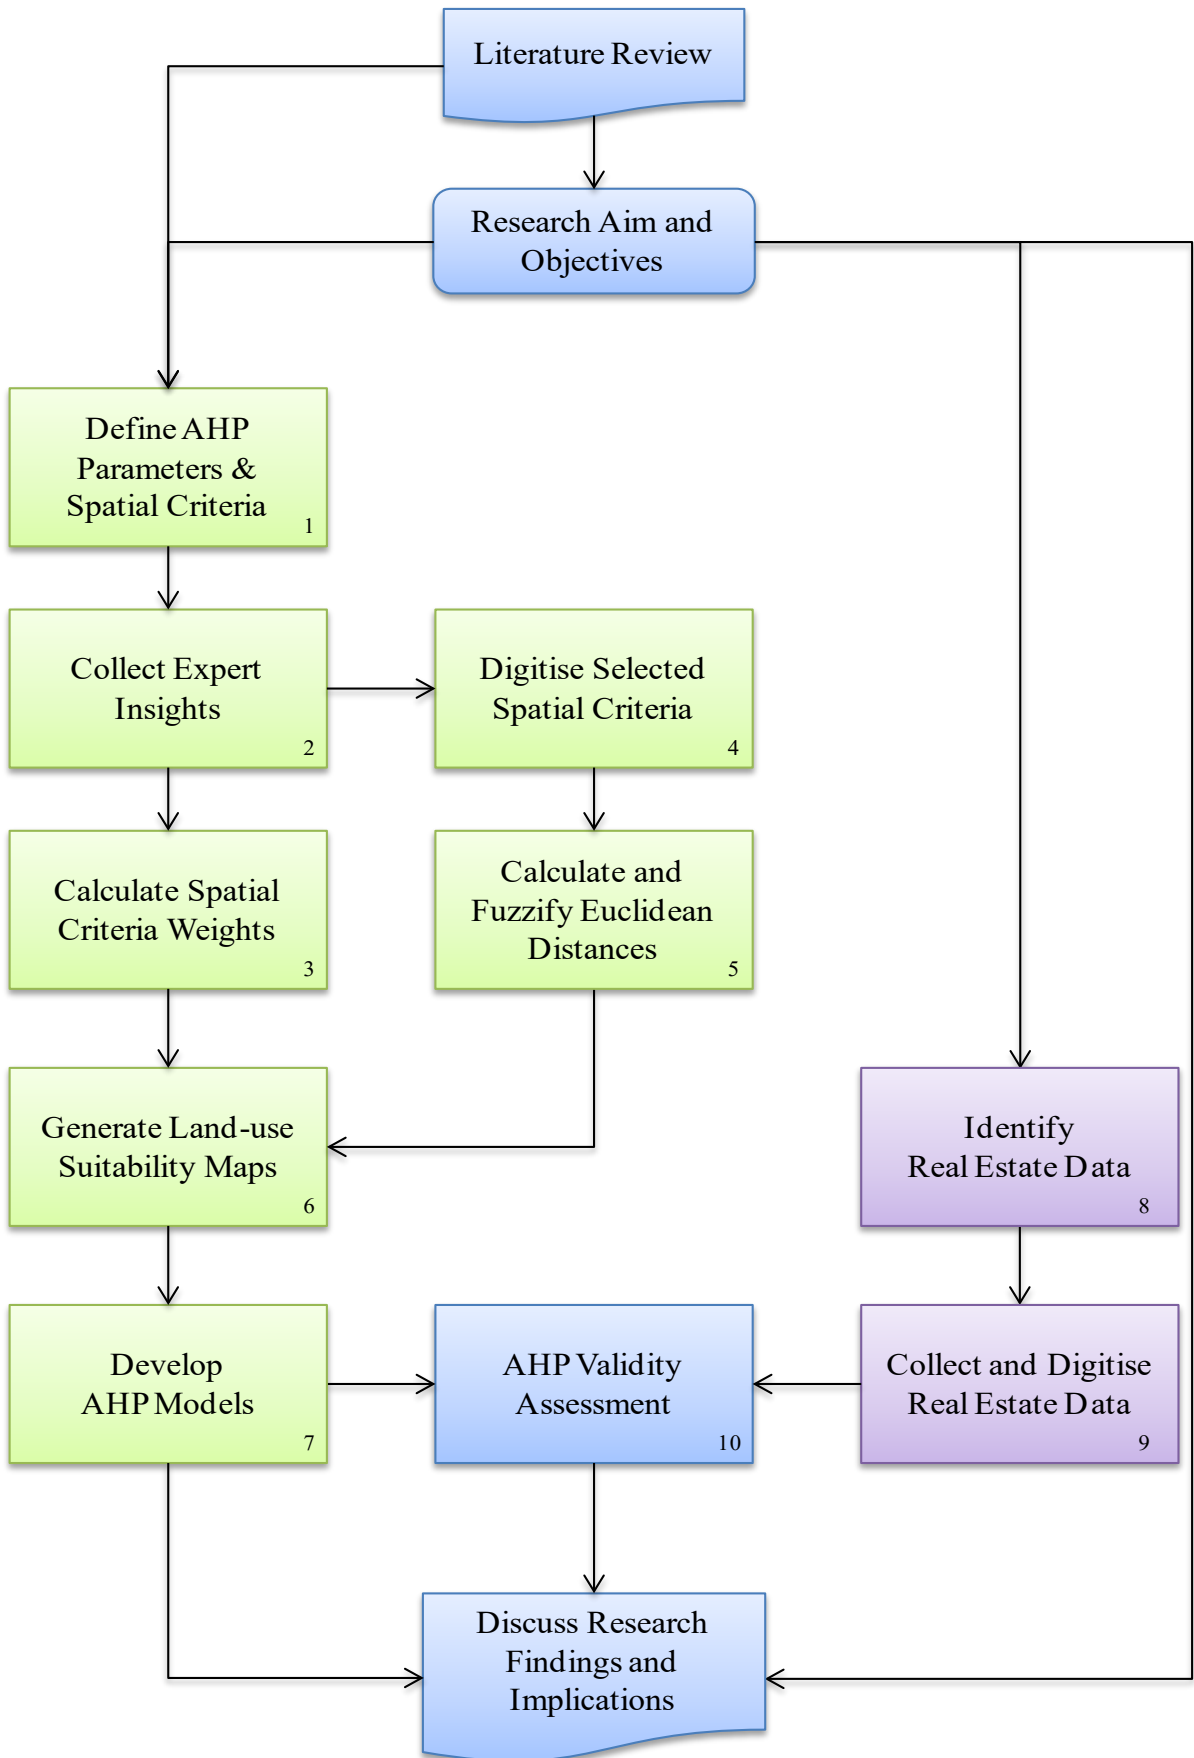 Literature Review
Research Aim and
Objectives
Define AHP
Parameters &
Spatial Criteria
1
Collect Expert
Insights
2
Digitise Selected
Spatial Criteria
4
Calculate Spatial
Criteria Weights
3
Calculate and
Fuzzify Euclidean
Distances
5
Generate Land-use
Suitability Maps
6
Identify
Real Estate Data
8
Develop
AHP Models
7
AHP Validity
Assessment
10
Collect and Digitise
Real Estate Data
9
Discuss Research
Findings and
Implications